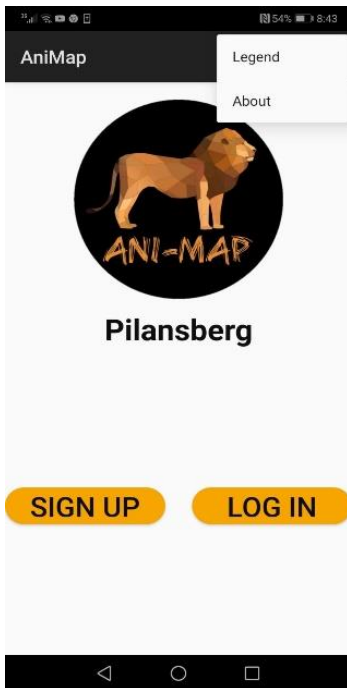 54% 8:43
AniMap
Legend
About
ANI-MAP
Pilansberg
SIGN UP
LOG IN